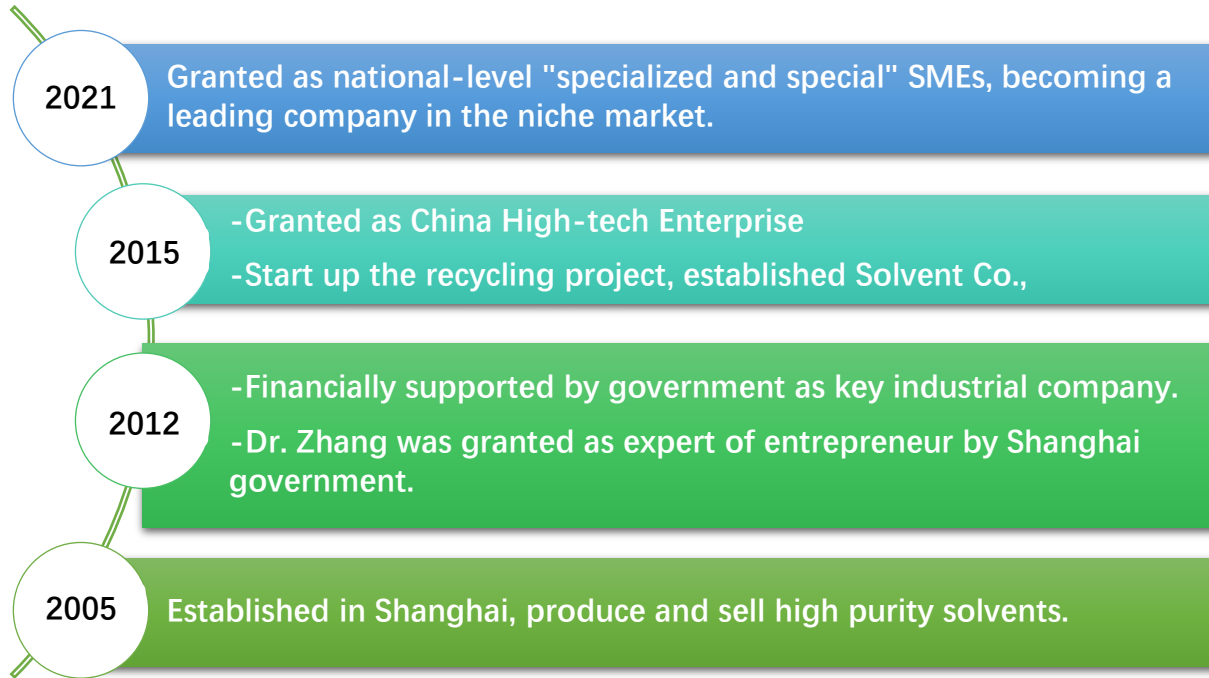 2021
Granted as national-level "specialized and special" SMEs, becoming a
leading company in the niche market.
2015
-Granted as China High-tech Enterprise
-Start up the recycling project, established Solvent Co.,
2012
-Financially supported by government as key industrial company.
-Dr. Zhang was granted as expert of entrepreneur by Shanghai
government.
2005
Established in Shanghai, produce and sell high purity solvents.